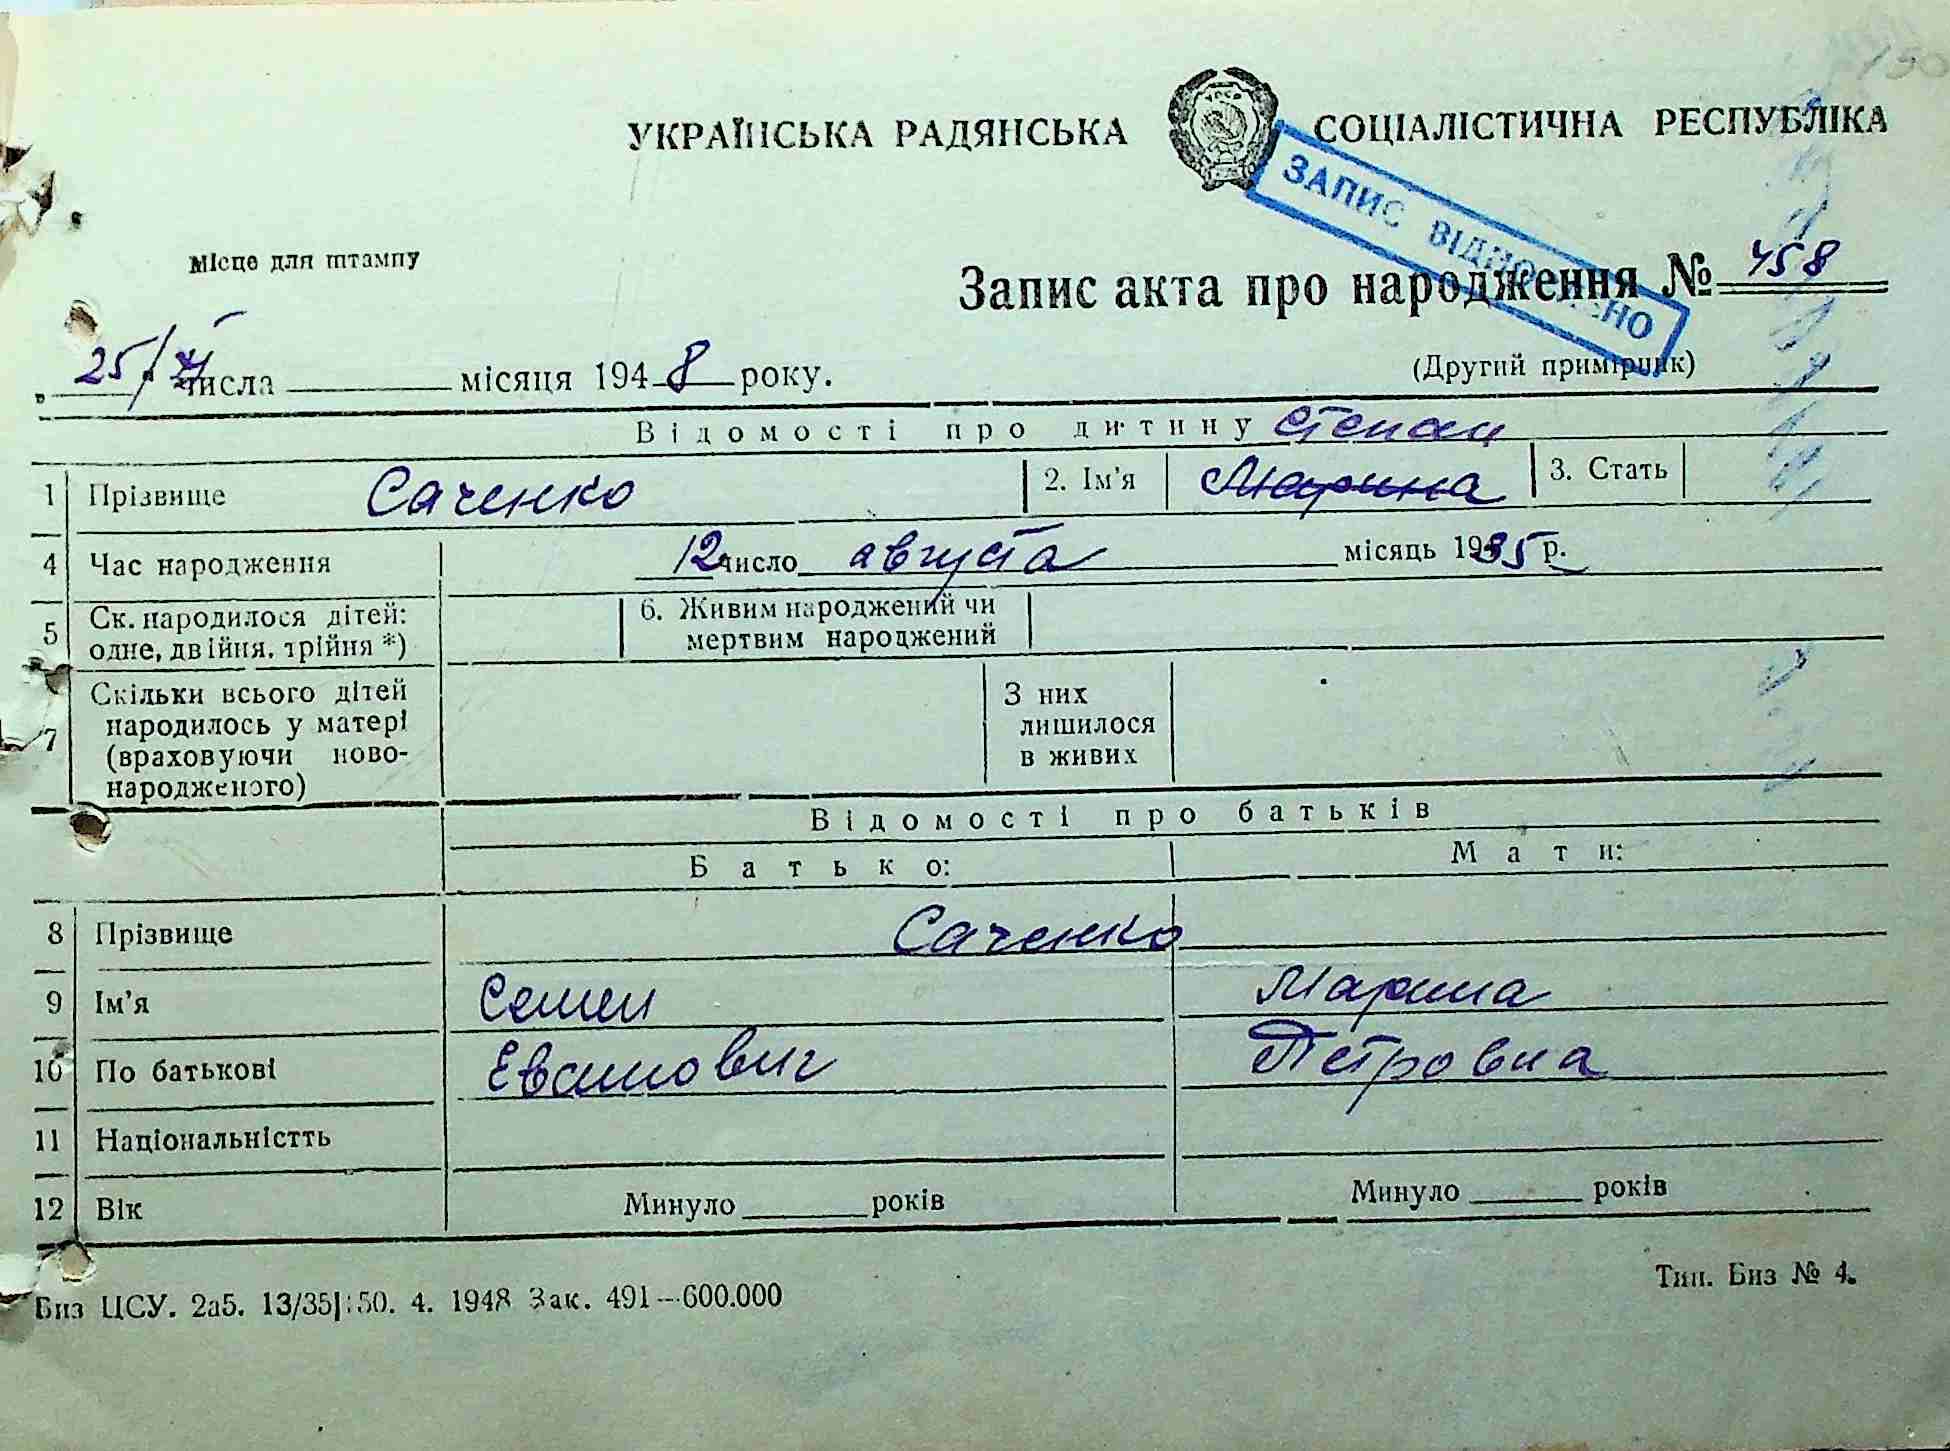 УКРАЇНСЬКА РАДЯНСЬКА СОЦІАЛІСТИЧНА РЕСПУБЛІКА
ЗАПИС ВІДНОВЛЕНО
Місце для штампу
Запис акта про народження № 458
25/XI числа місяця 1948 року.
(Другий примірник)
Відомості про дитину Степан
1 Прізвище Саченко 2. Ім'я Марина 3. Стать
4 Час народження 12 число августа місяць 1935 р.
5 Ск. народилося дітей: одне, двійня, трійня *) 6. Живим народжений чи мертвим народжений
7 Скільки всього дітей народилось у матері (враховуючи ново-народженого) З них лишилося в живих
Відомості про батьків
Батько: Мати:
8 Прізвище Саченко
9 Ім'я Семен Марина
10 По батькові Петровна
11 Національністть
12 Вік Минуло років Минуло років
Биз ЦСУ. 2а5. 13/35|:50. 4. 1948 Зак. 491—600.000
Тип. Биз № 4.